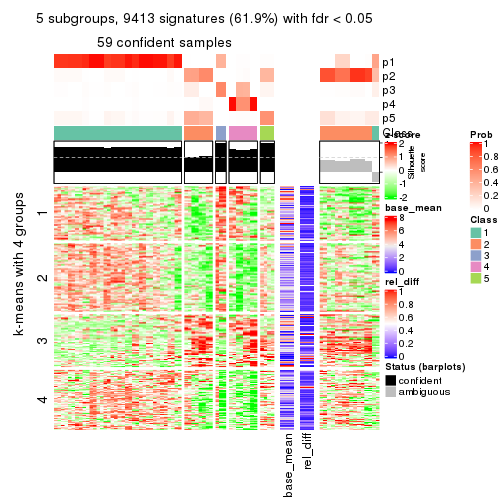 5 subgroups, 9413 signatures (61.9%) with fdr < 0.05
59 confident samples
p1
p2
p3
p4
p5
Class
Silhouette
score
k-means with 4 groups
1
2
3
4
base_mean
rel_diff
z-score
2
1
0
-1
-2
base_mean
8
6
4
2
0
rel_diff
1
0.8
0.6
0.4
0.2
0
Status (barplots)
confident
ambiguous
Prob
1
0.8
0.6
0.4
0.2
0
Class
1
2
3
4
5